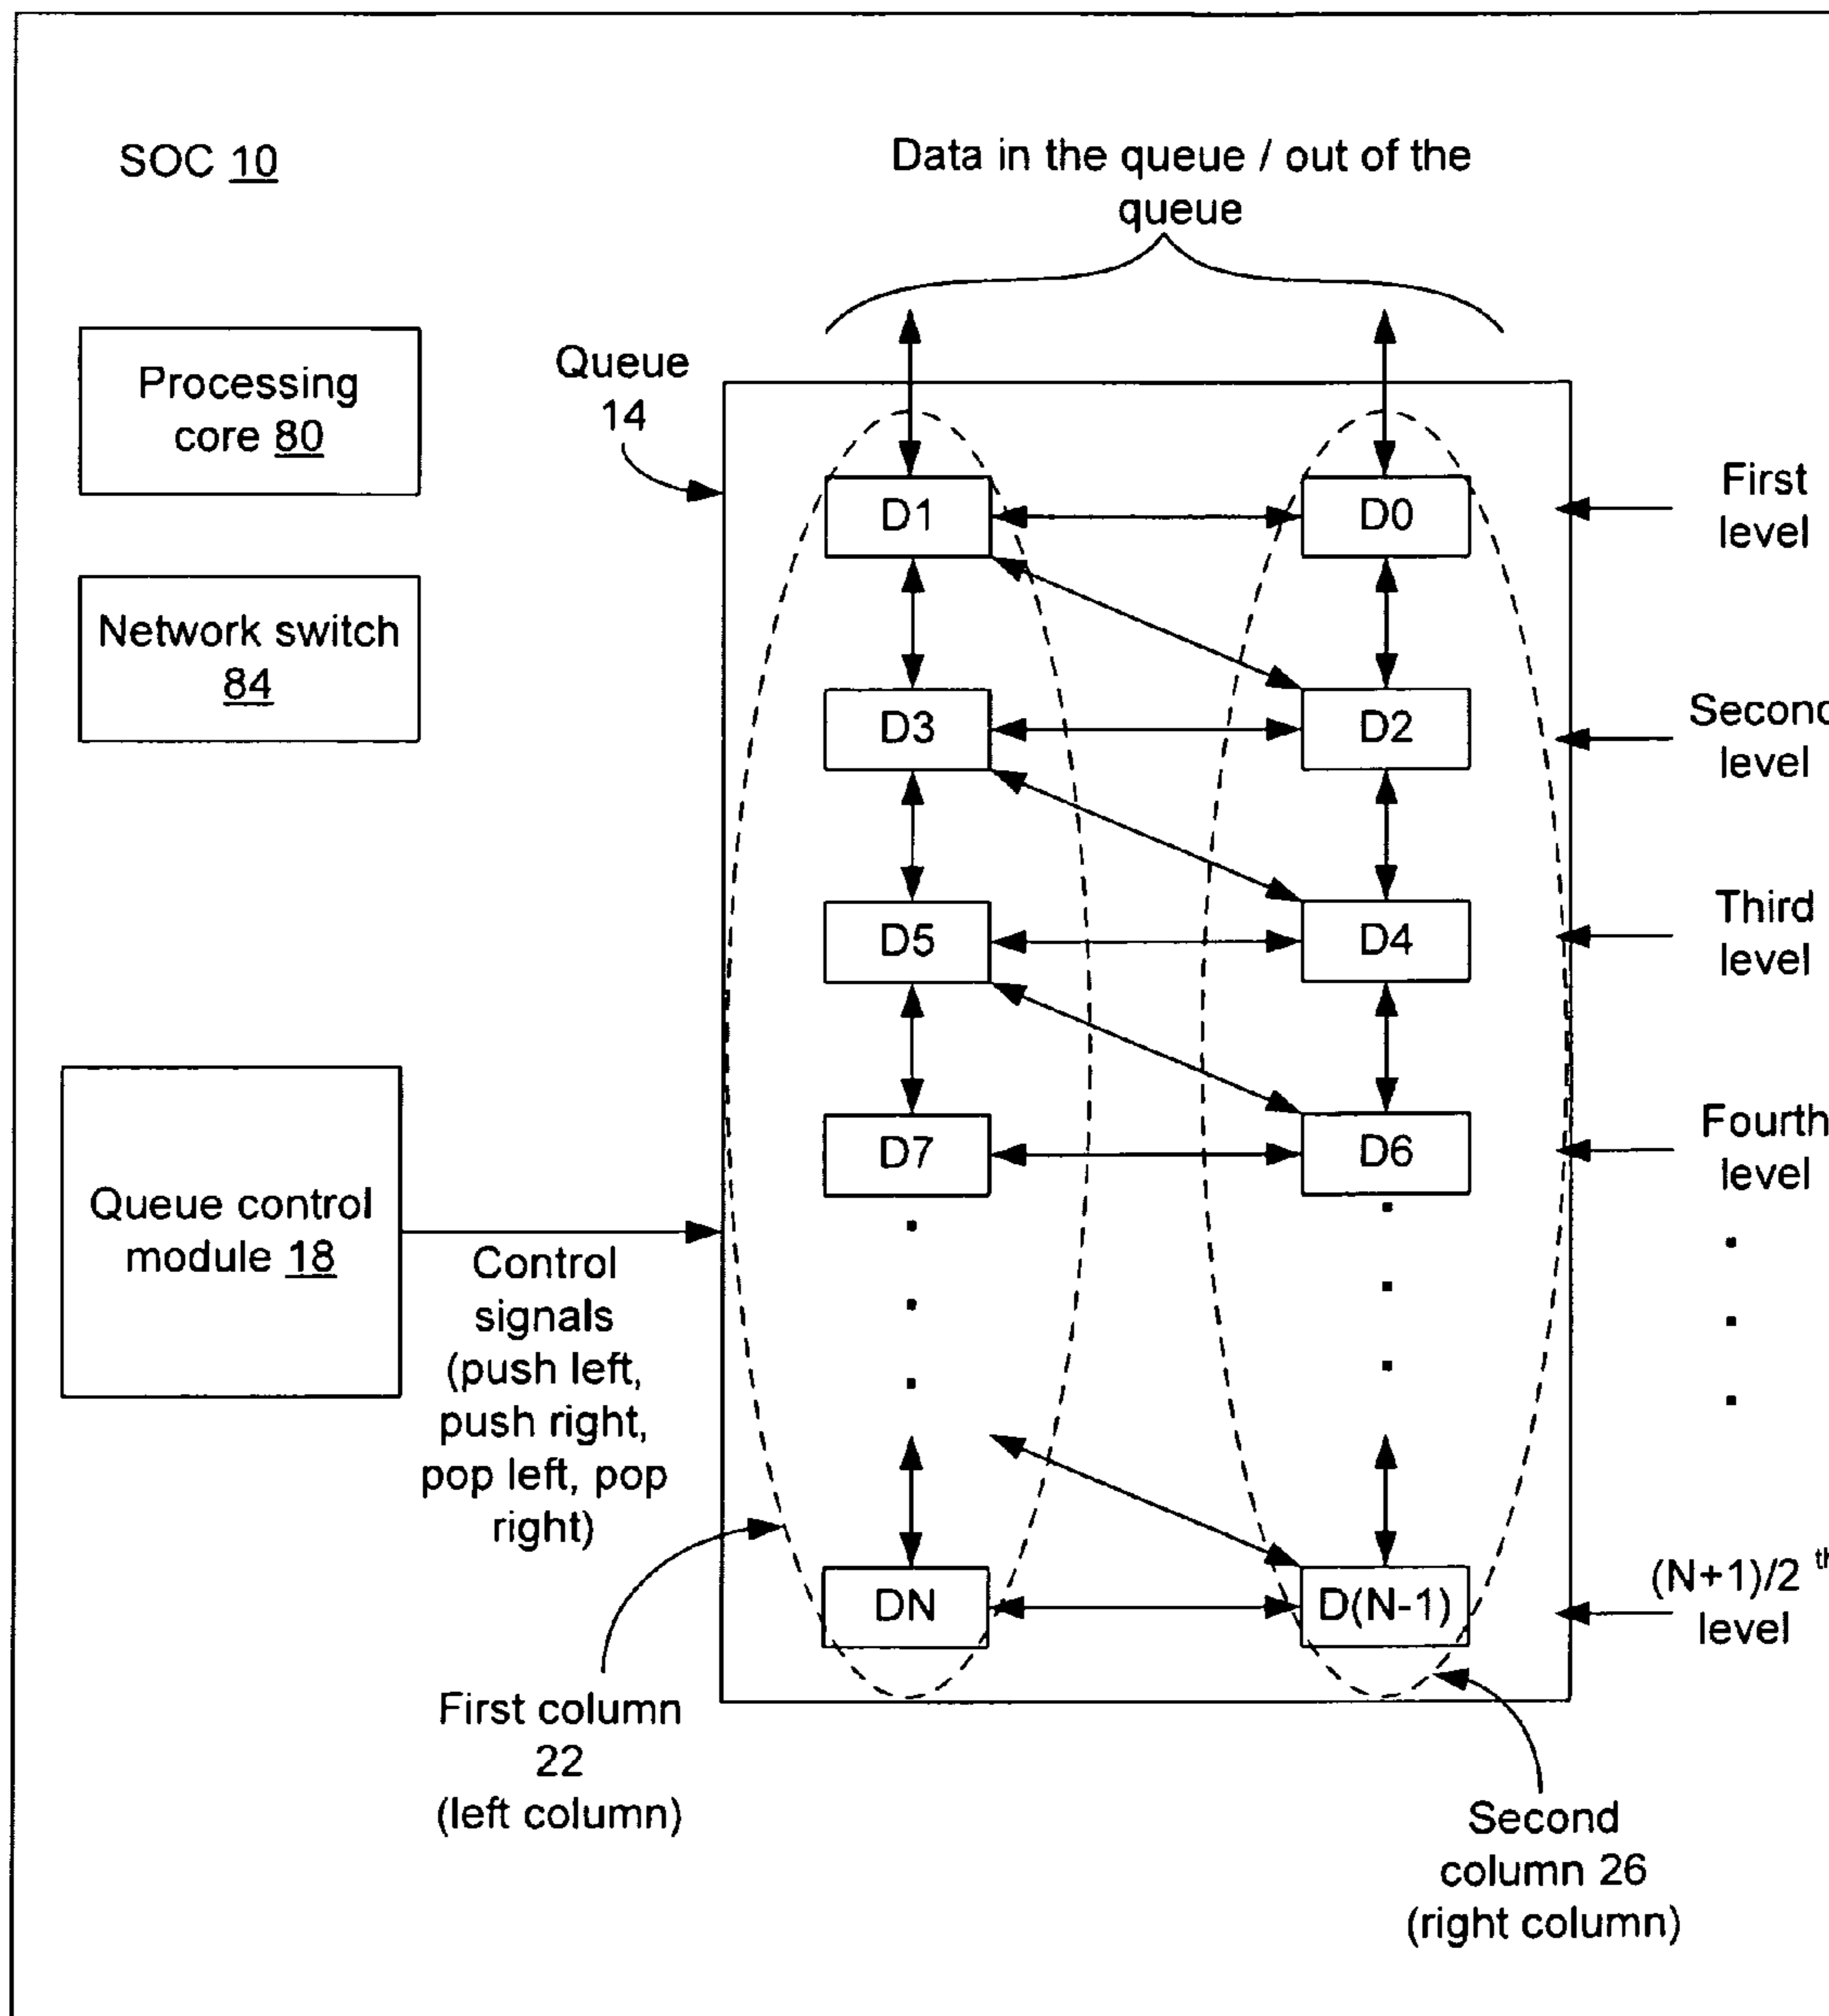 SOC 10
Data in the queue / out of the
queue
Processing
core 80
Queue
14
Network switch
84
D1
D0
First
level
D3
D2
Second
level
D5
D4
Third
level
D7
D6
Fourth
level
Queue control
module 18
Control
signals
(push left,
push right,
pop left, pop
right)
DN
D(N-1)
(N+1)/2 th
level
First column
22
(left column)
Second
column 26
(right column)